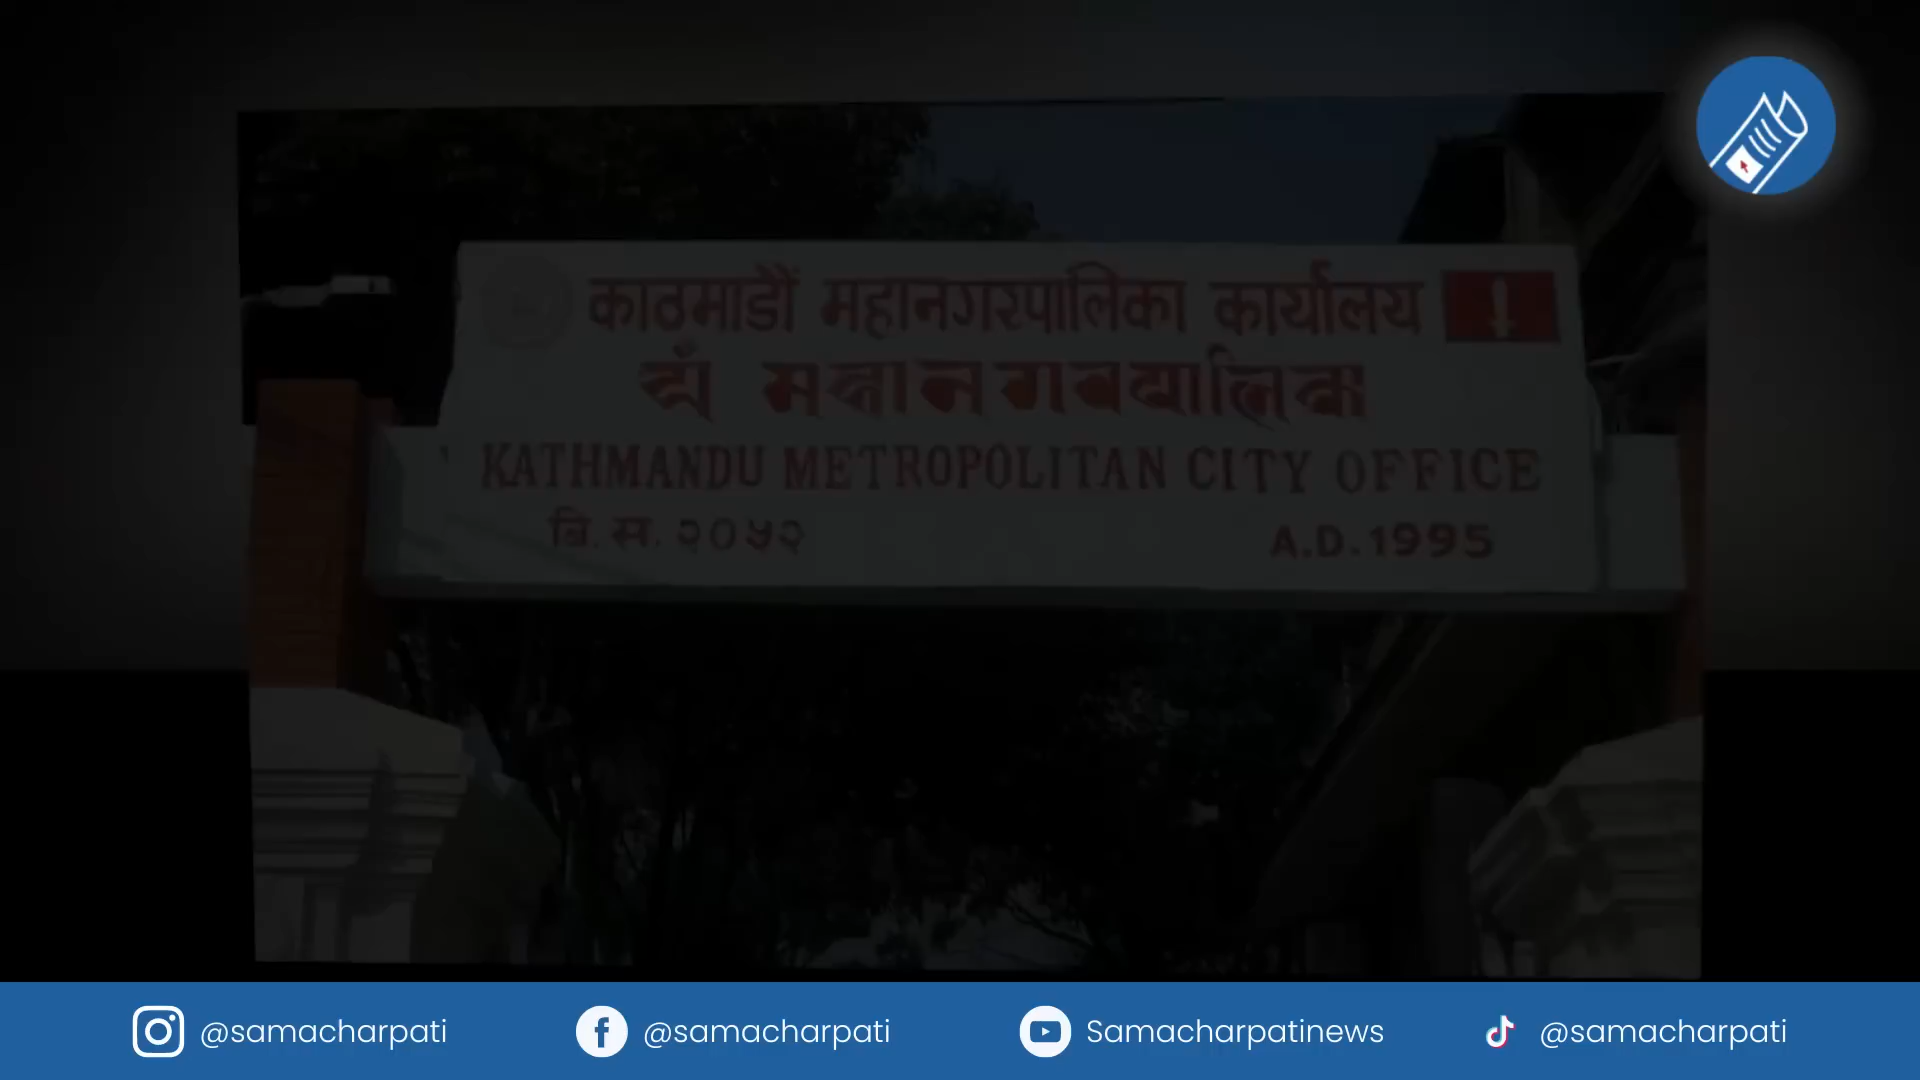 काठमाडौं महानगरपालिका कार्यालय
KATHMANDU METROPOLITAN CITY OFFICE
वि. स. २०५२
A.D. 1995
@samacharpati
@samacharpati
Samacharpatinews
@samacharpati